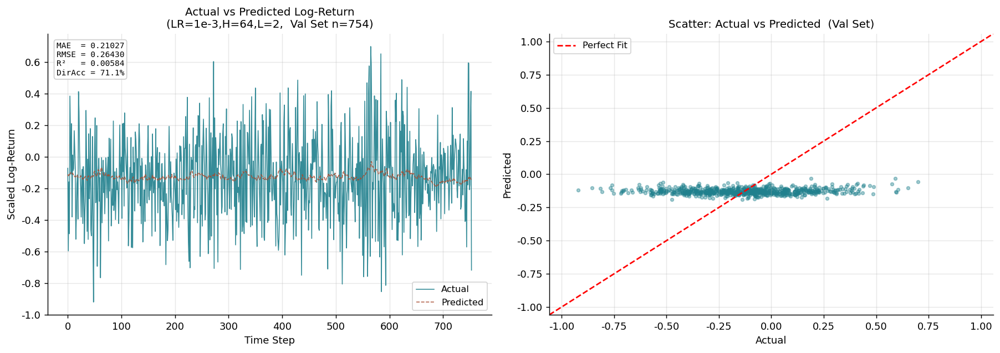 Actual vs Predicted Log-Return
(LR=1e-3,H=64,L=2,  Val Set n=754)
MAE  = 0.21027
RMSE = 0.26430
R²   = 0.00584
DirAcc = 71.1%
0.6
0.4
0.2
0.0
-0.2
-0.4
-0.6
-0.8
-1.0
Scaled Log-Return
Actual
Predicted
0 100 200 300 400 500 600 700
Time Step
Scatter: Actual vs Predicted  (Val Set)
Perfect Fit
1.00
0.75
0.50
0.25
0.00
-0.25
-0.50
-0.75
-1.00
Predicted
-1.00 -0.75 -0.50 -0.25 0.00 0.25 0.50 0.75 1.00
Actual